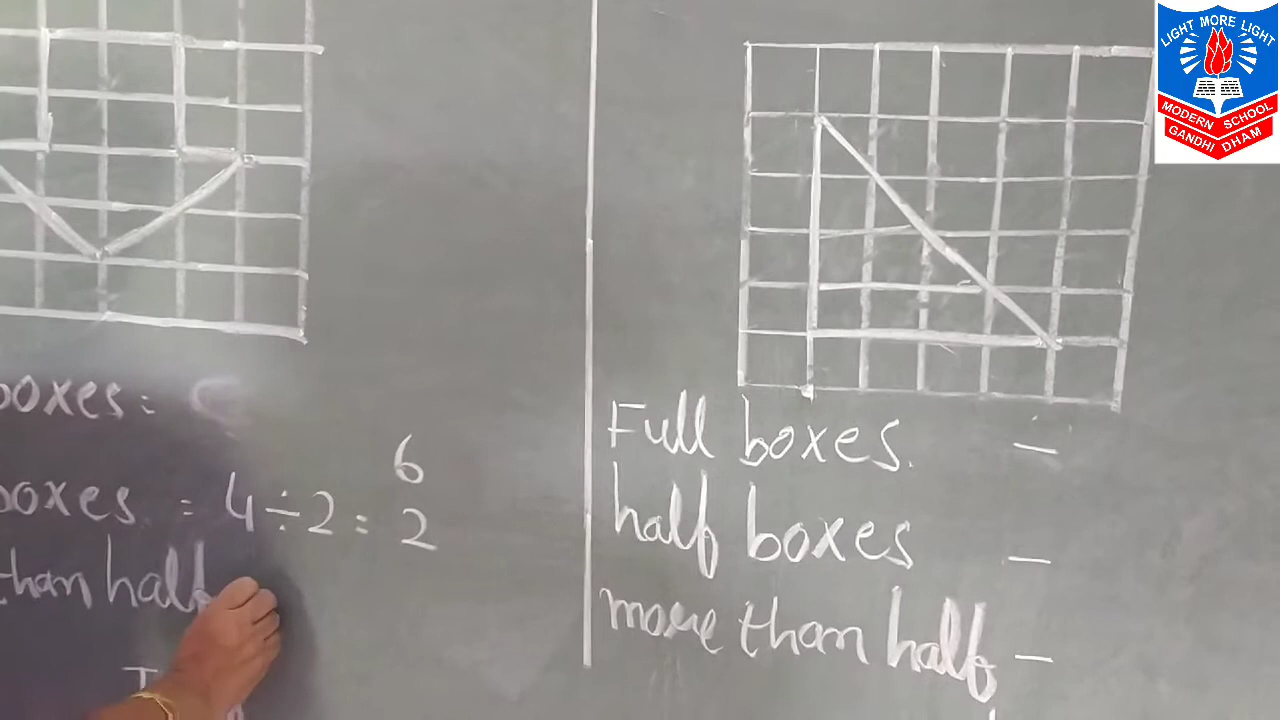 LIGHT MORE LIGHT
MODERN SCHOOL
GANDHI DHAM
boxes =
6
boxes = 4÷2 = 2
than half
Full boxes. —
half boxes —
more than half —